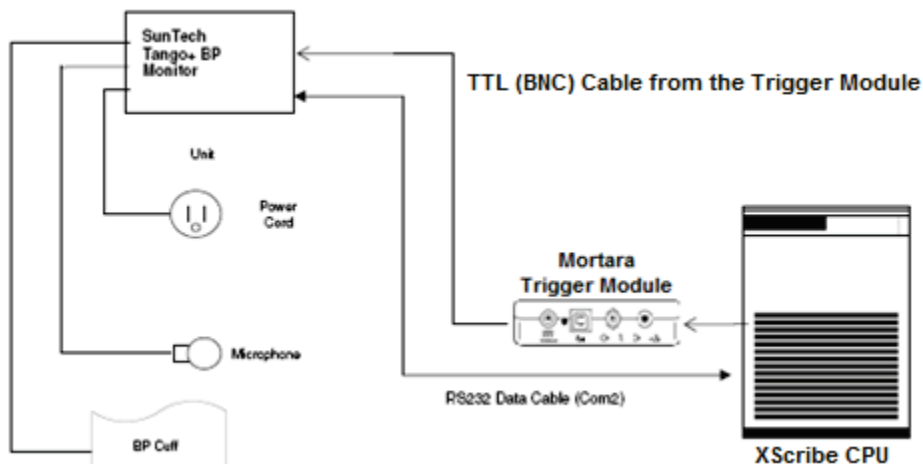 SunTech
Tango+ BP
Monitor
TTL (BNC) Cable from the Trigger Module
Unit
Power
Cord
Mortara
Trigger Module
Microphone
RS232 Data Cable (Com2)
BP Cuff
XScribe CPU